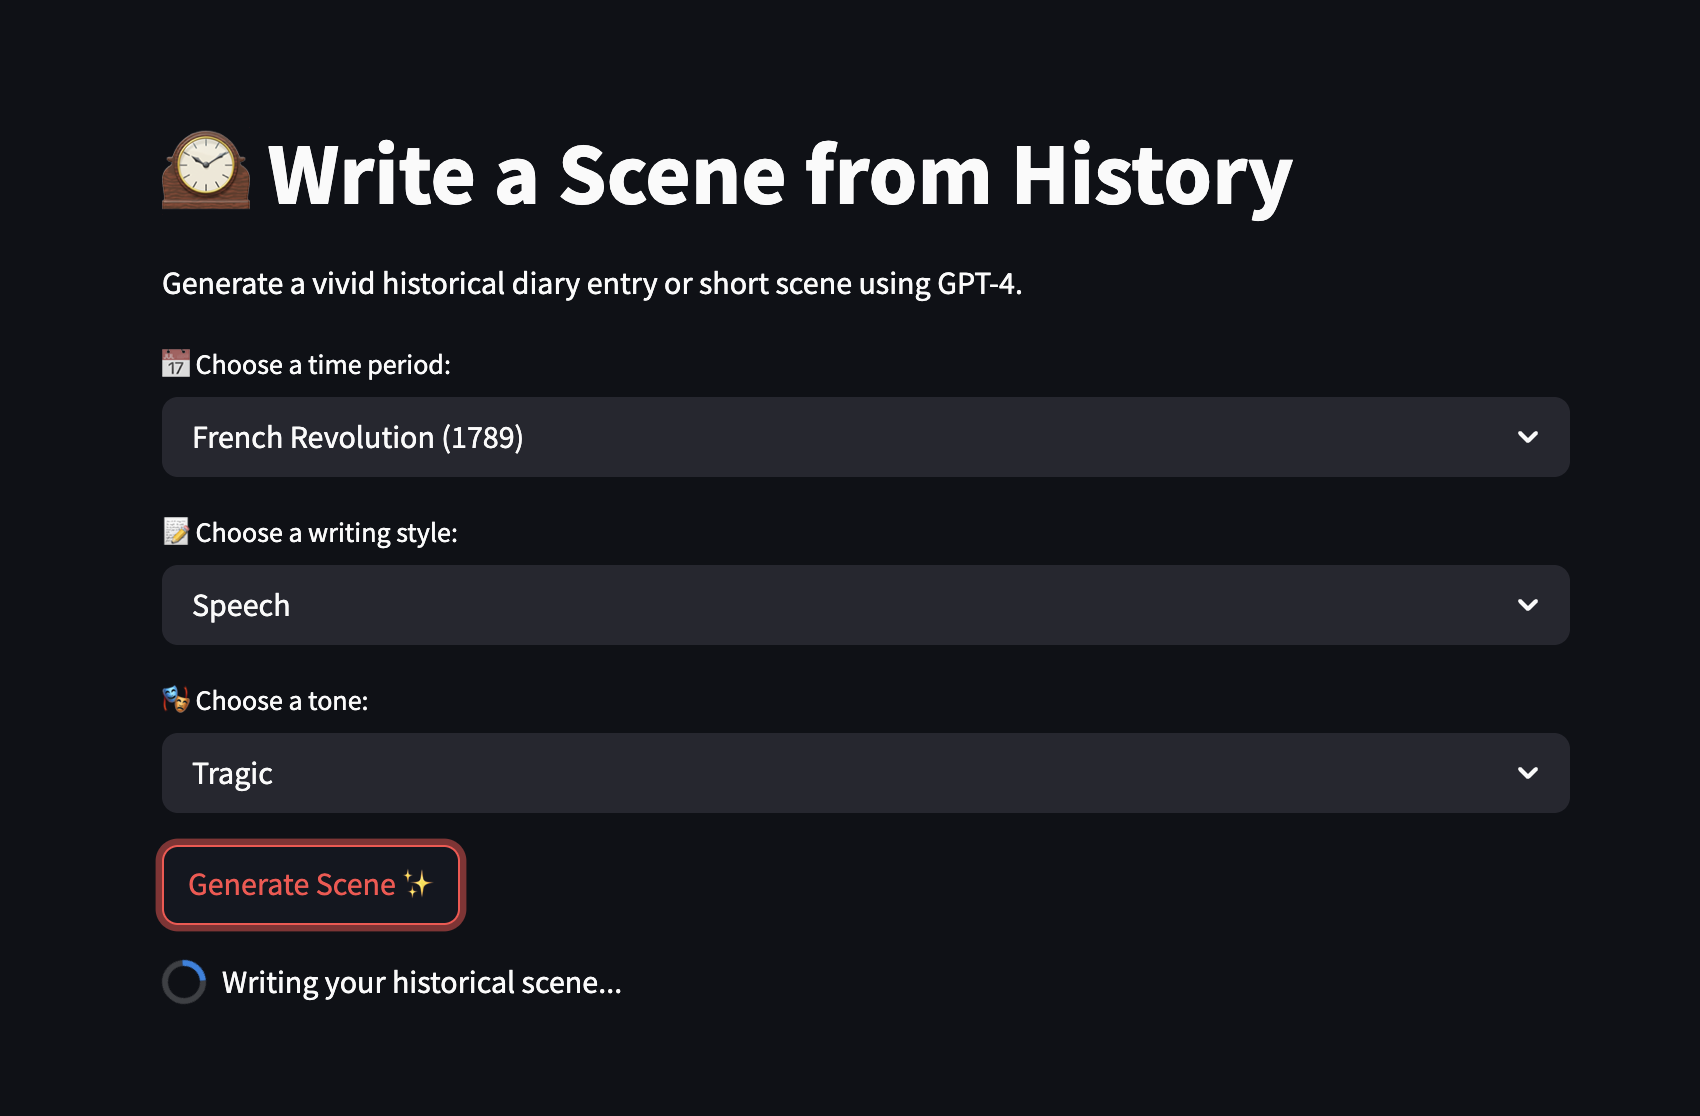 Write a Scene from History
Generate a vivid historical diary entry or short scene using GPT-4.
17 Choose a time period:
French Revolution (1789)
Choose a writing style:
Speech
Choose a tone:
Tragic
Generate Scene ✨
Writing your historical scene...